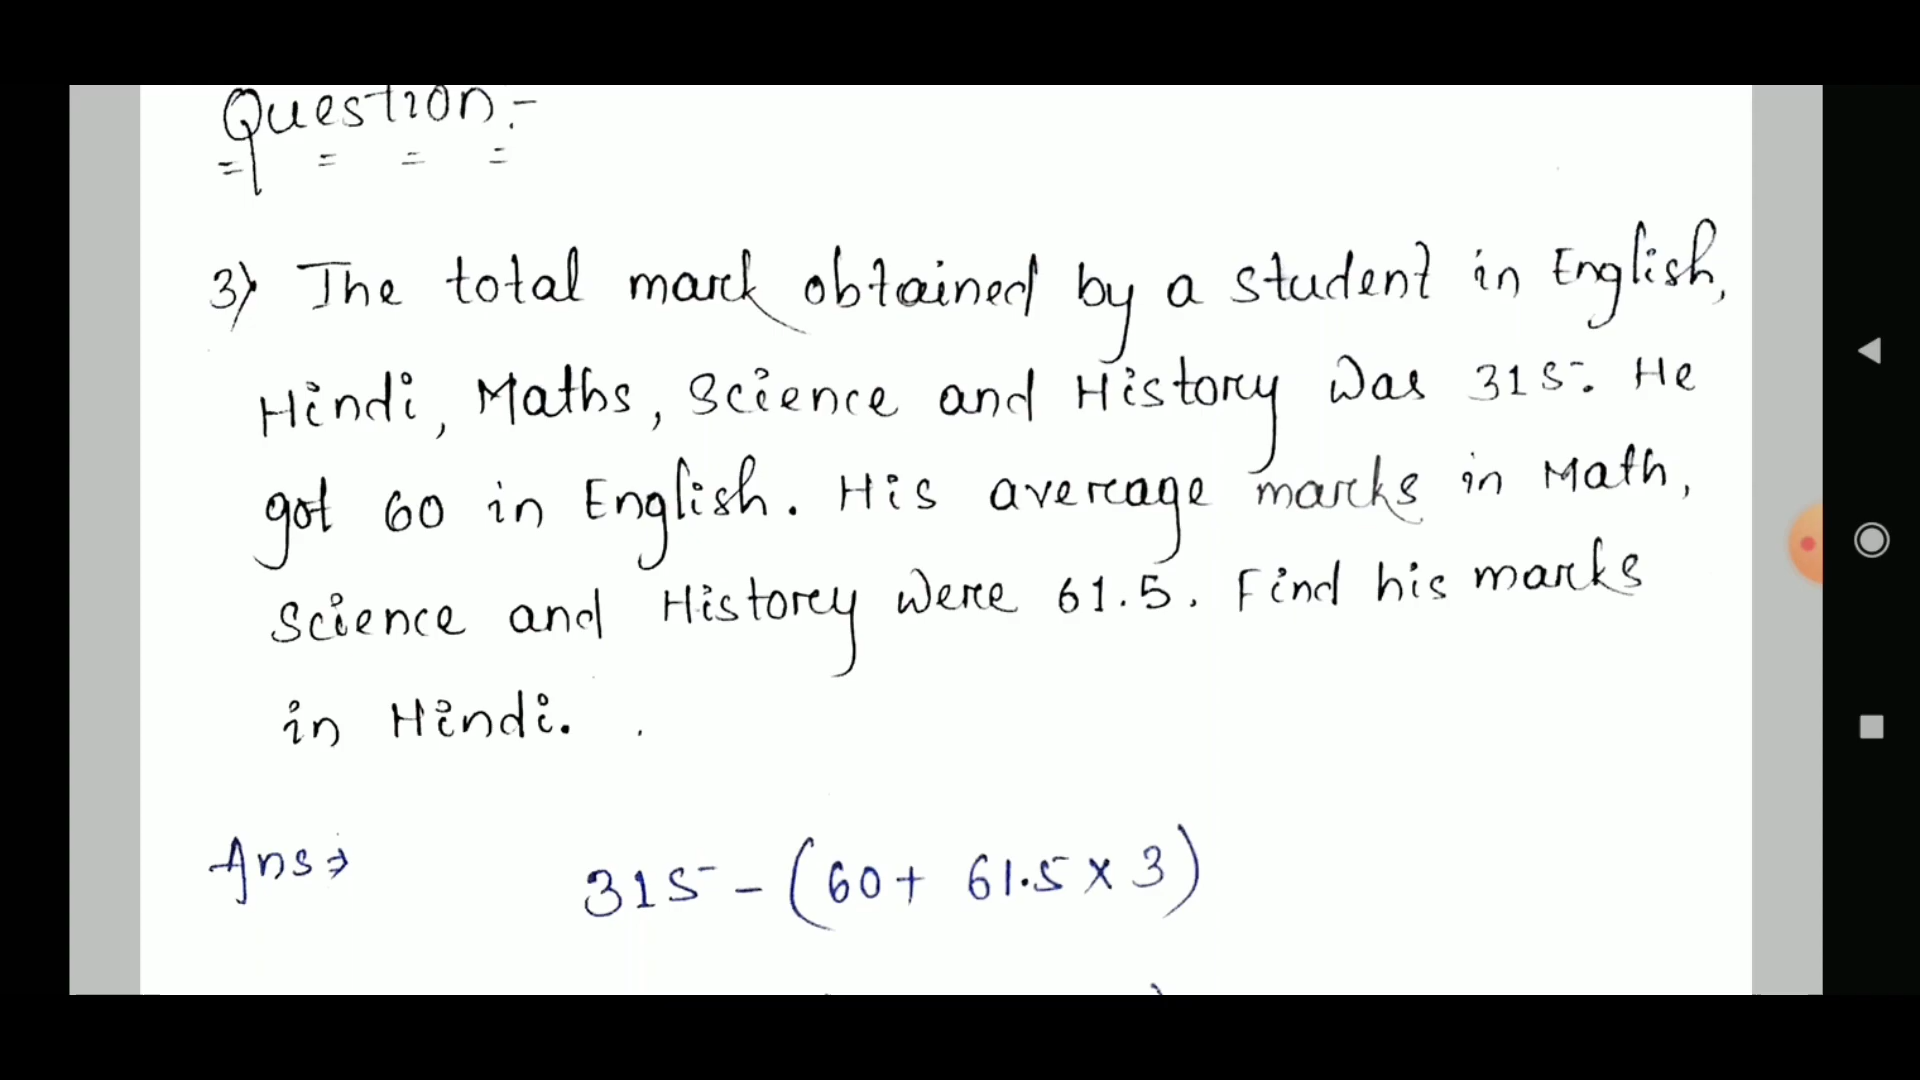 Question:-
3) The total mark obtained by a student in English,
Hindi, Maths, Science and History was 315. He
got 60 in English. His average marks in Math,
Science and History were 61.5. Find his marks
in Hindi.
Ans ⇒ 315 - (60 + 61.5 × 3)